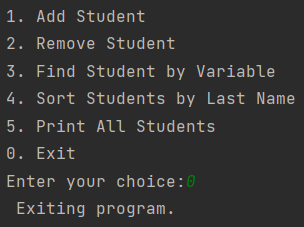 1. Add Student
2. Remove Student
3. Find Student by Variable
4. Sort Students by Last Name
5. Print All Students
0. Exit
Enter your choice:0
Exiting program.